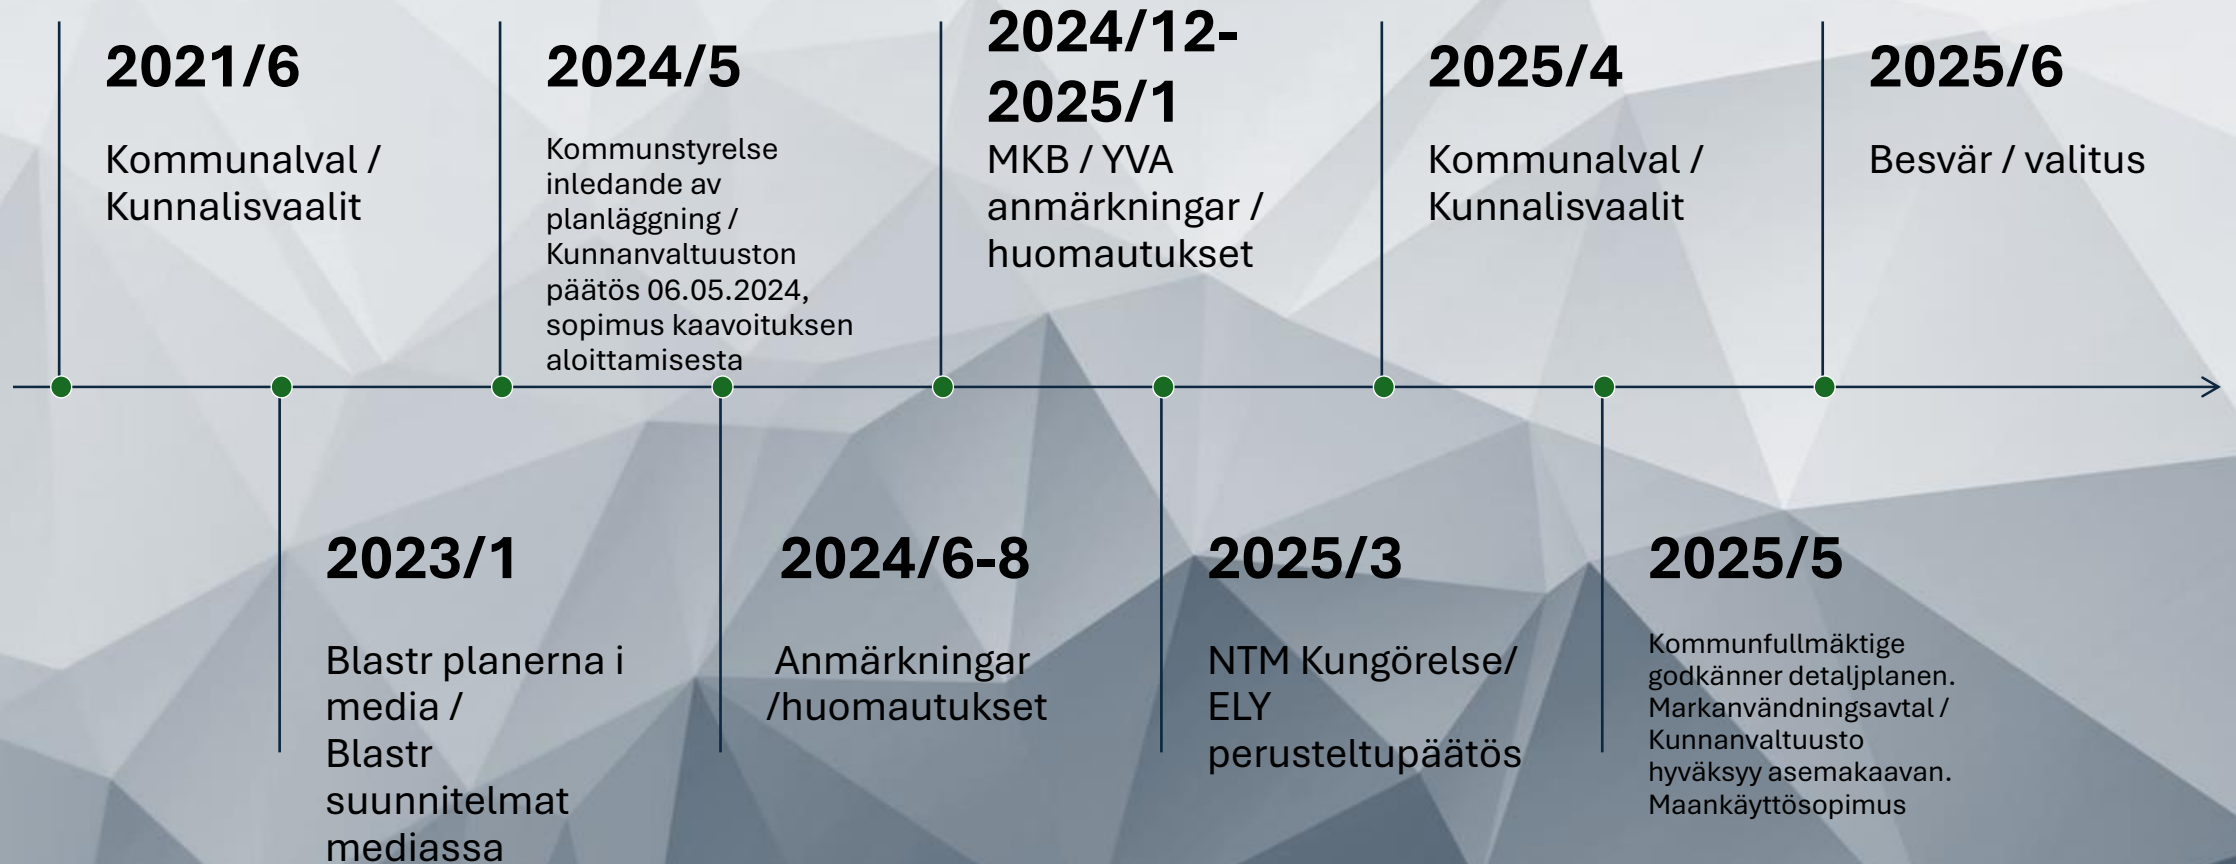 2021/6
Kommunalval /
Kunnalisvaalit
2023/1
Blastr planerna i
media /
Blastr
suunnitelmat
mediassa
2024/5
Kommunstyrelse
inledande av
planläggning /
Kunnanvaltuuston
päätös 06.05.2024,
sopimus kaavoituksen
aloittamisesta
2024/6-8
Anmärkningar
/huomautukset
2024/12-
2025/1
MKB / YVA
anmärkningar /
huomautukset
2025/3
NTM Kungörelse/
ELY
perusteltupäätös
2025/4
Kommunalval /
Kunnalisvaalit
2025/5
Kommunfullmäktige
godkänner detaljplanen.
Markanvändningsavtal /
Kunnanvaltuusto
hyväksyy asemakaavan.
Maankäyttösopimus
2025/6
Besvär / valitus